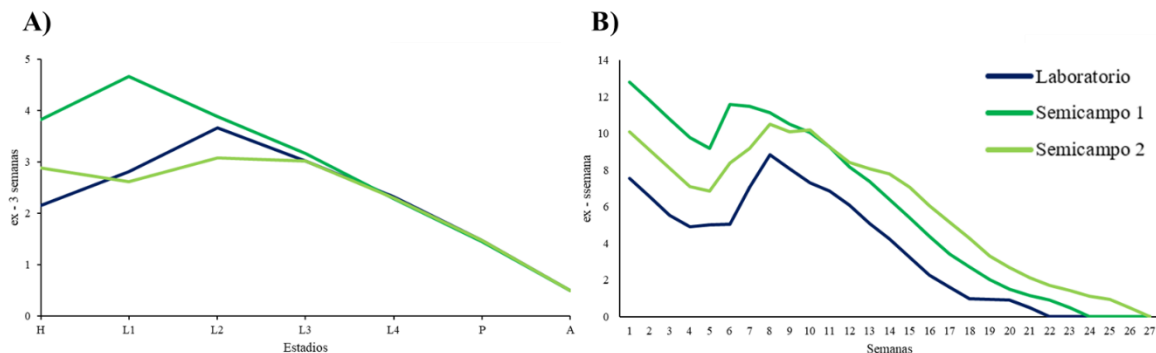 A)
5
4
3
2
1
0
ex - 3 semanas
H L1 L2 L3 L4 P A
Estadios
B)
14
12
10
8
6
4
2
0
ex - ssemana
1 2 3 4 5 6 7 8 9 10 11 12 13 14 15 16 17 18 19 20 21 22 23 24 25 26 27
Semanas
Laboratorio
Semicampo 1
Semicampo 2